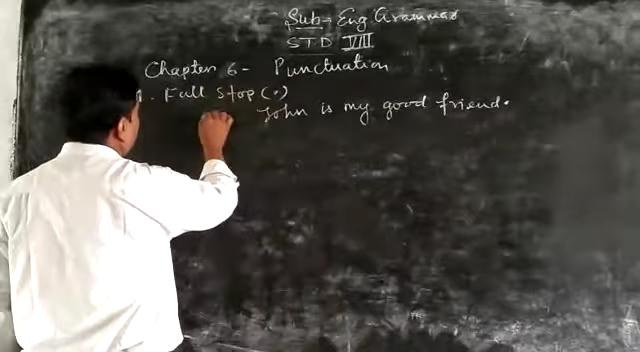 Sub → Eng Grammar
STD VIII
Chapter 6 - Punctuation
1. Full Stop (.)
John is my good friend.